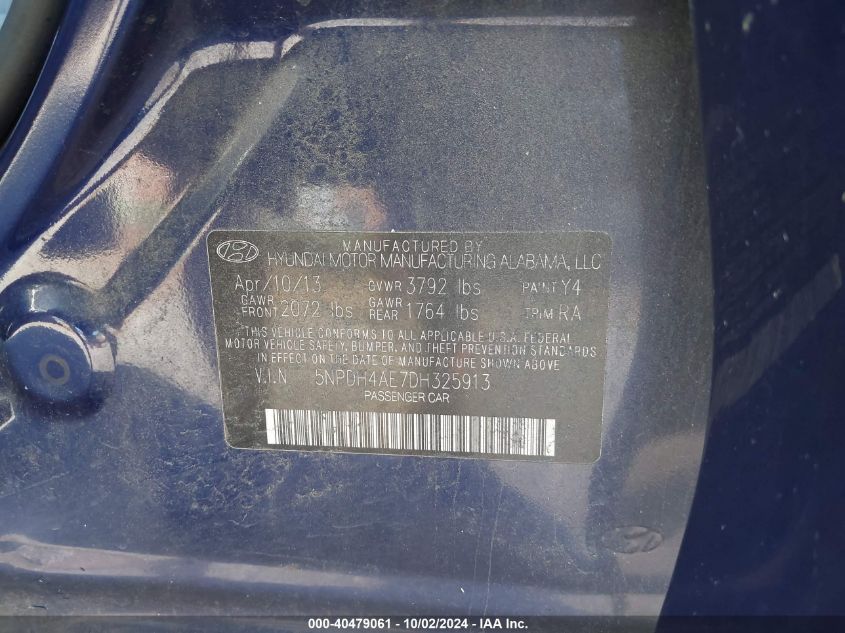 MANUFACTURED BY
HYUNDAI MOTOR MANUFACTURING ALABAMA, LLC
Apr/10/13 GVWR 3792 lbs PAINT Y4
GAWR FRONT 2072 lbs GAWR REAR 1764 lbs TRIM RA
"THIS VEHICLE CONFORMS TO ALL APPLICABLE U.S.A. FEDERAL
MOTOR VEHICLE SAFETY, BUMPER, AND THEFT PREVENTION STANDARDS
IN EFFECT ON THE DATE OF MANUFACTURE SHOWN ABOVE
V.I.N 5NPDH4AE7DH325913
PASSENGER CAR
000-40479061 - 10/02/2024 - IAA Inc.